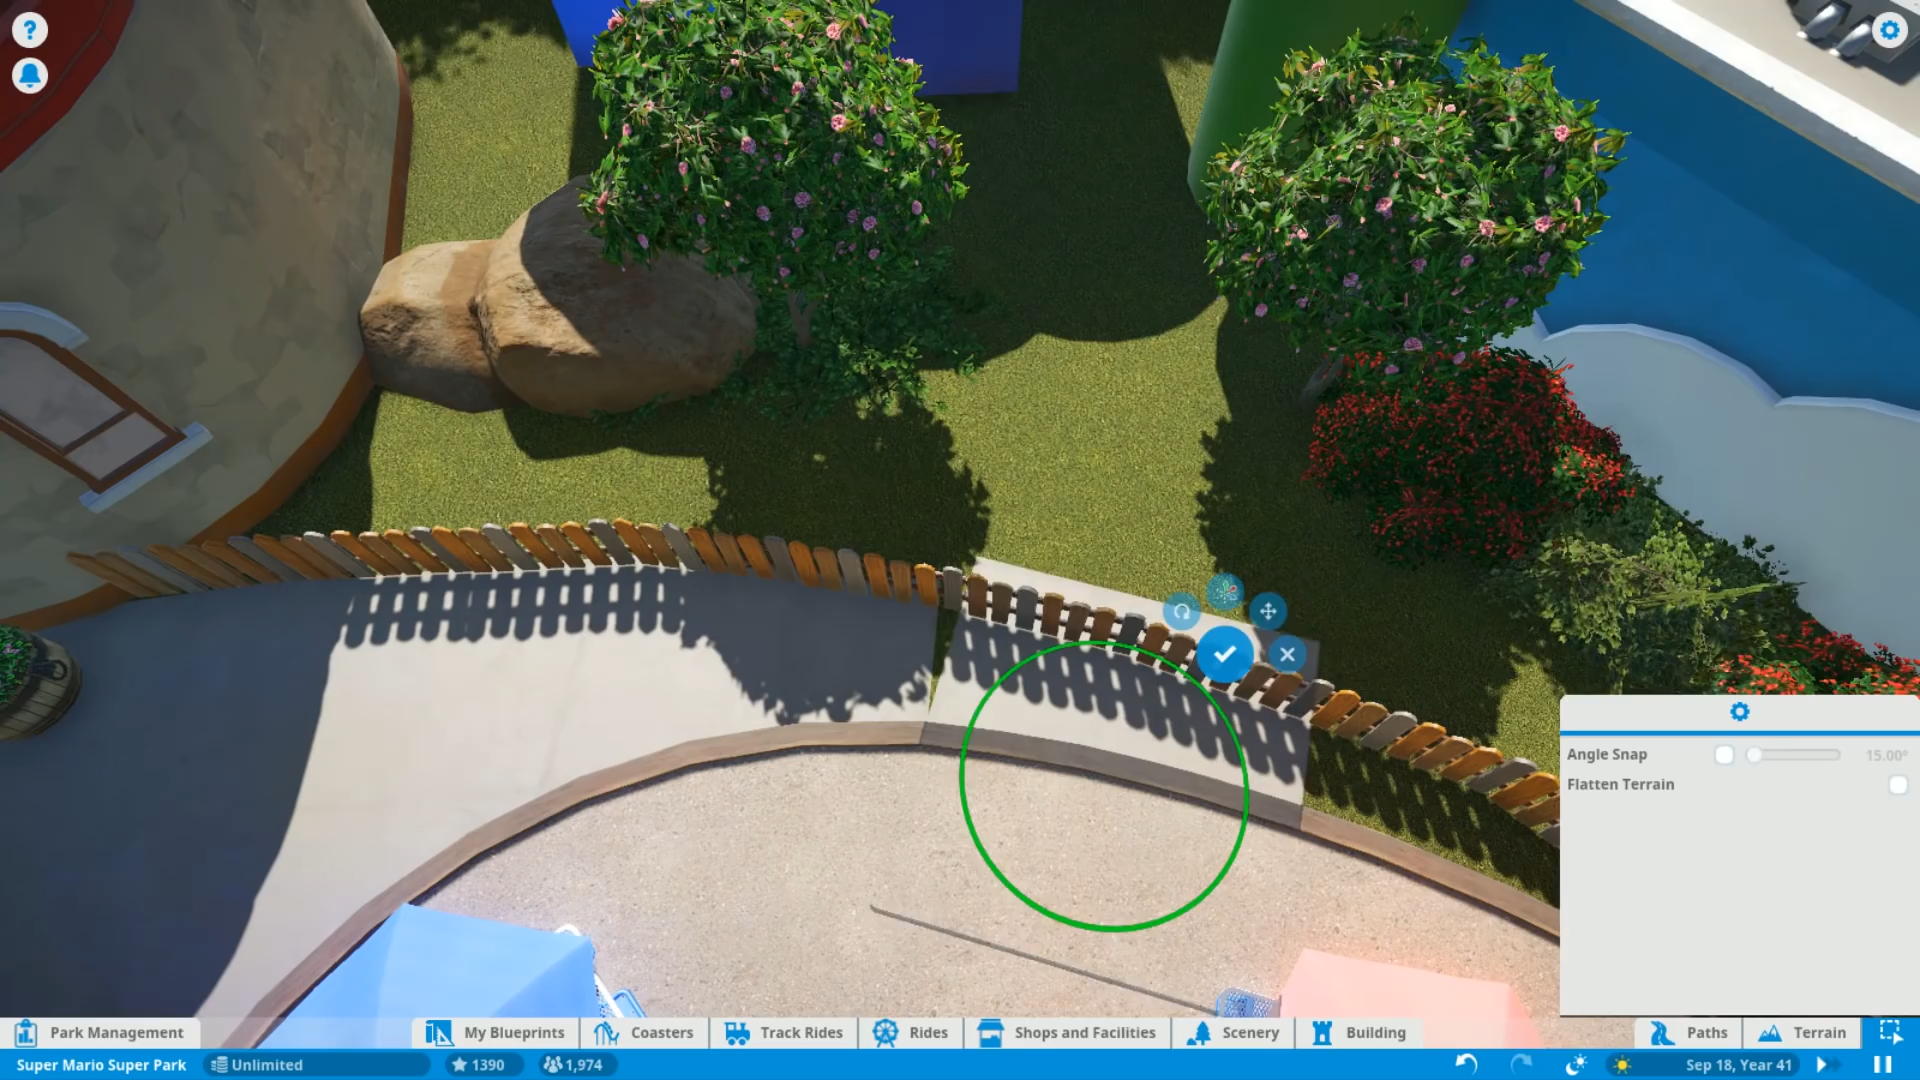 ?
Angle Snap 15.00°
Flatten Terrain
Park Management My Blueprints Coasters Track Rides Rides Shops and Facilities Scenery Building Paths Terrain
Super Mario Super Park Unlimited 1390 1,974 Sep 18, Year 41